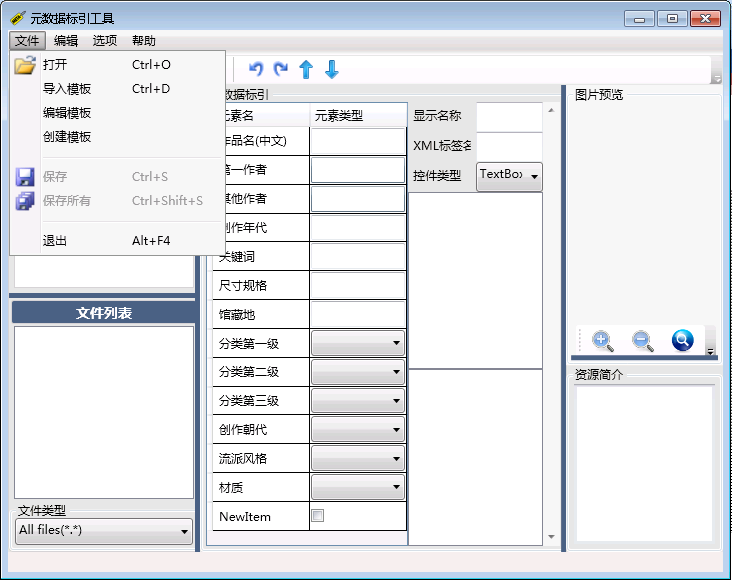 元数据标引工具
文件 编辑 选项 帮助
打开 Ctrl+O
导入模板 Ctrl+D
编辑模板
创建模板
保存 Ctrl+S
保存所有 Ctrl+Shift+S
退出 Alt+F4
文件列表
文件类型
All files(*.*)
数据标引
元素名 元素类型
作品名(中文)
第一作者
其他作者
创作年代
关键词
尺寸规格
馆藏地
分类第一级
分类第二级
分类第三级
创作朝代
流派风格
材质
NewItem
显示名称
XML标签名
控件类型 TextBox
图片预览
资源简介